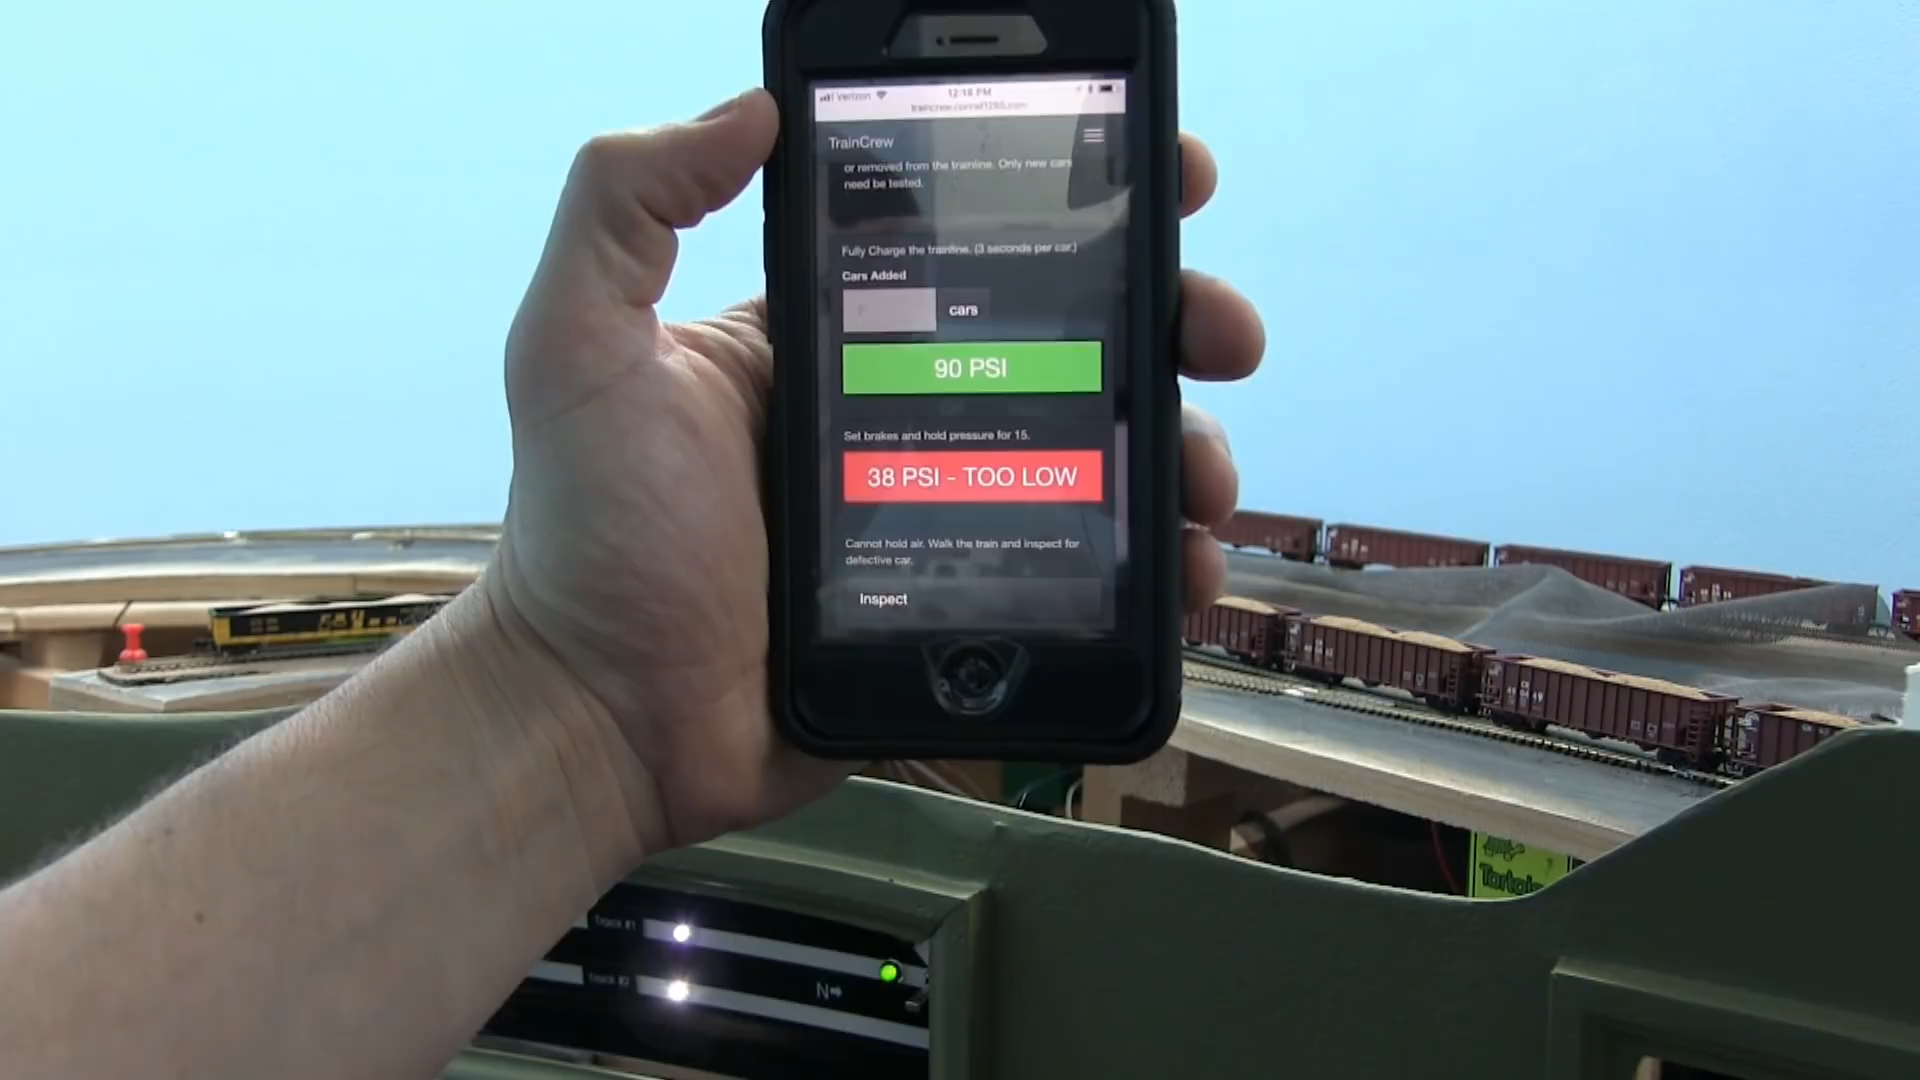 Verizon
12:18 PM
TrainCrew
or removed from the trainline. Only new cars
need be tested.
Fully Charge the trainline. (3 seconds per car.)
Cars Added
cars
90 PSI
Set brakes and hold pressure for 15.
38 PSI - TOO LOW
Cannot hold air. Walk the train and inspect for
defective car.
Inspect
Track #1
Track #2
N